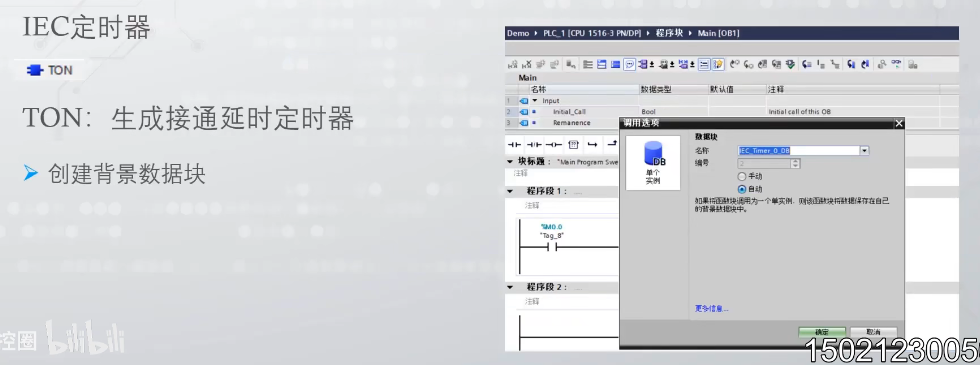 IEC定时器
TON
TON：生成接通延时定时器
创建背景数据块
Demo PLC_1 [CPU 1516-3 PN/DP] 程序块 Main [OB1]
Main
名称 数据类型 默认值 注释
1 Input
2 Initial_Call Bool Initial call of this OB
3 Remanence
块标题： "Main Program Swe
注释
程序段 1：
注释
%M0.0
"Tag_8"
程序段 2：
注释
调用选项
DB
单个
实例
数据块
名称 IEC_Timer_0_DB
编号 2
手动
自动
如果将函数块调用为一个单实例，则该函数块将数据保存在自己
的背景数据块中。
更多信息...
确定 取消
控圈 bilibili
1502123005